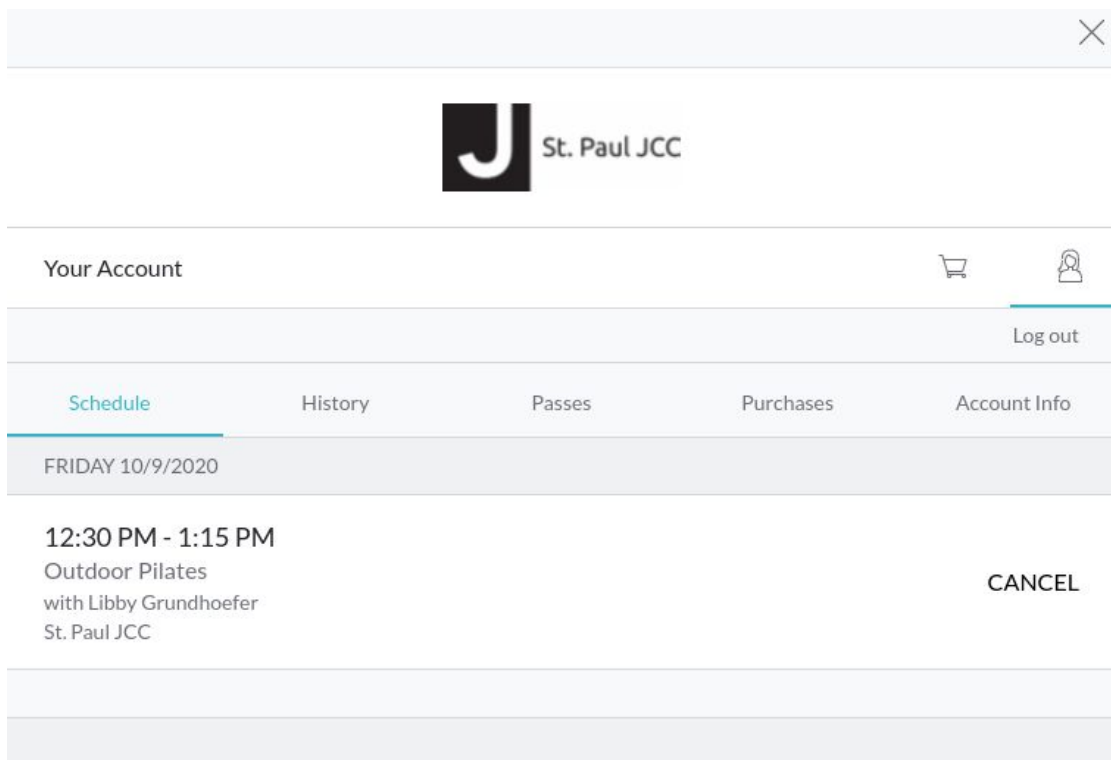 J St. Paul JCC
Your Account
Log out
Schedule History Passes Purchases Account Info
FRIDAY 10/9/2020
12:30 PM - 1:15 PM
Outdoor Pilates
with Libby Grundhoefer
St. Paul JCC
CANCEL